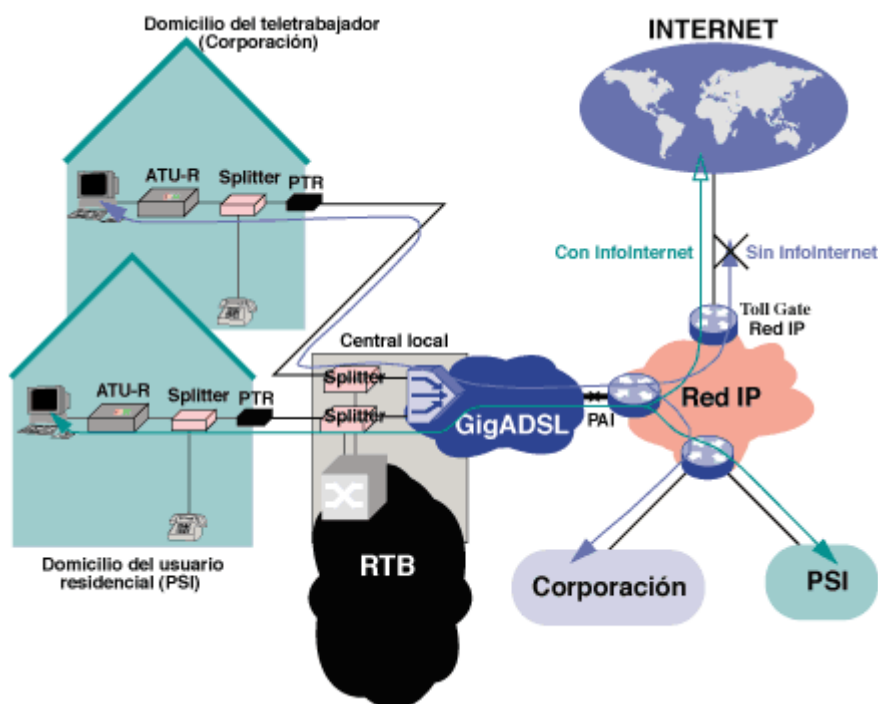 Domicilio del teletrabajador
(Corporación)
INTERNET
ATU-R
Splitter
PTR
Con InfoInternet
Sin InfoInternet
Toll Gate
Red IP
Central local
Splitter
ATU-R
Splitter
PTR
Splitter
GigADSL
PAI
Red IP
RTB
Domicilio del usuario
residencial (PSI)
Corporación
PSI